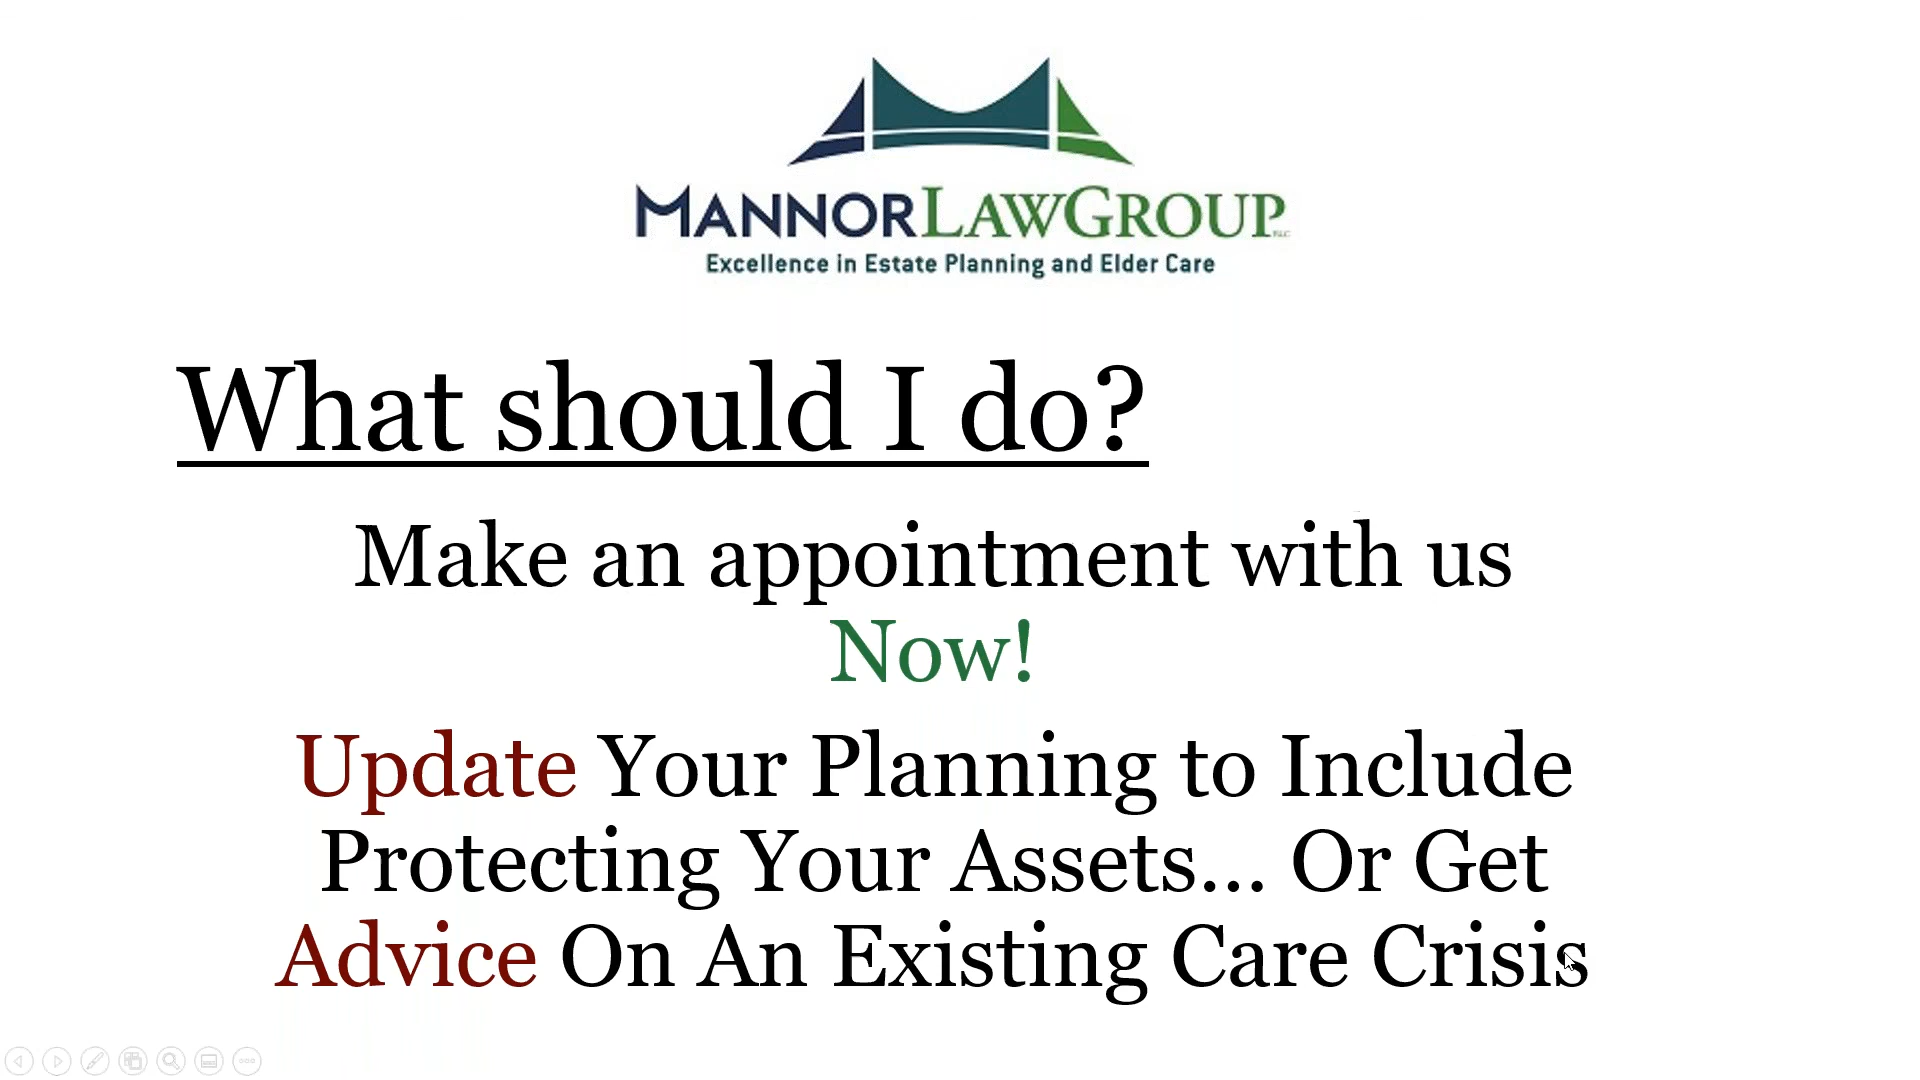 MANNORLAWGROUP PLLC
Excellence in Estate Planning and Elder Care
What should I do?
Make an appointment with us
Now!
Update Your Planning to Include
Protecting Your Assets... Or Get
Advice On An Existing Care Crisis